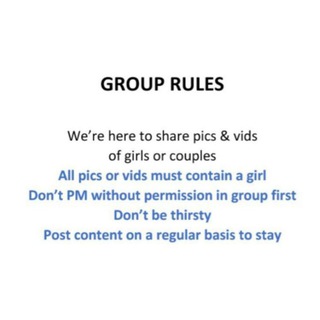 GROUP RULES
We're here to share pics & vids
of girls or couples
All pics or vids must contain a girl
Don't PM without permission in group first
Don't be thirsty
Post content on a regular basis to stay